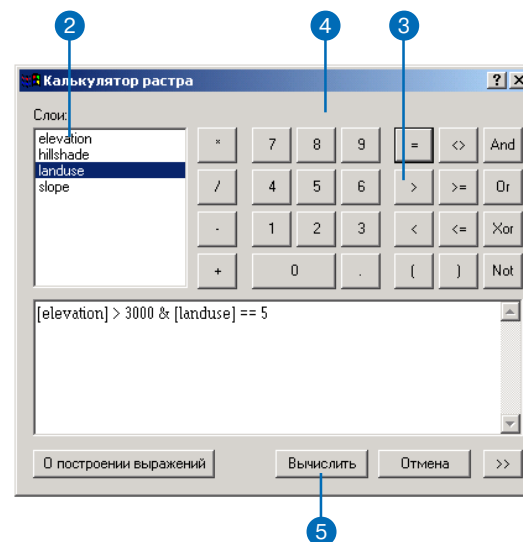 2 4 3
Калькулятор растра ? ×
Слои:
elevation
hillshade
landuse
slope
* 7 8 9 = <> And
/ 4 5 6 > >= Or
- 1 2 3 < <= Xor
+ 0 . ( ) Not
[elevation] > 3000 & [landuse] == 5
О построении выражений Вычислить Отмена >>
5